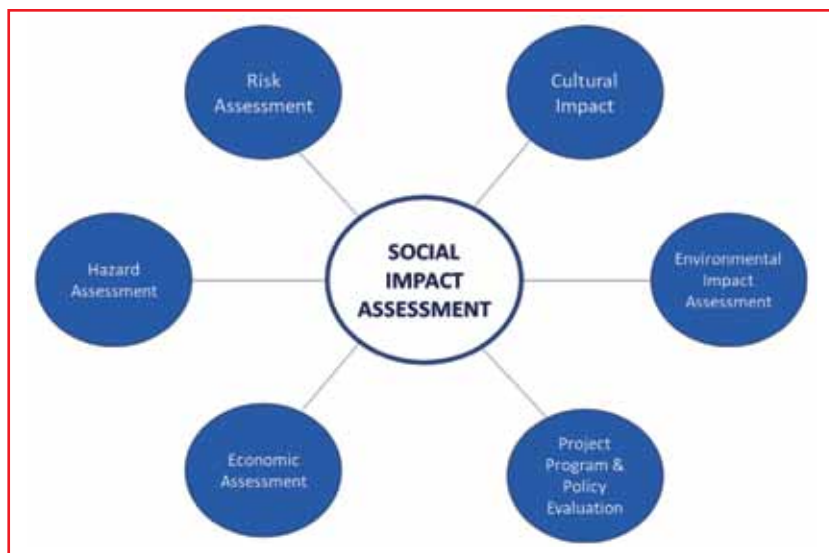 Risk
Assessment
Cultural
Impact
Hazard
Assessment
SOCIAL
IMPACT
ASSESSMENT
Environmental
Impact
Assessment
Economic
Assessment
Project
Program &
Policy
Evaluation